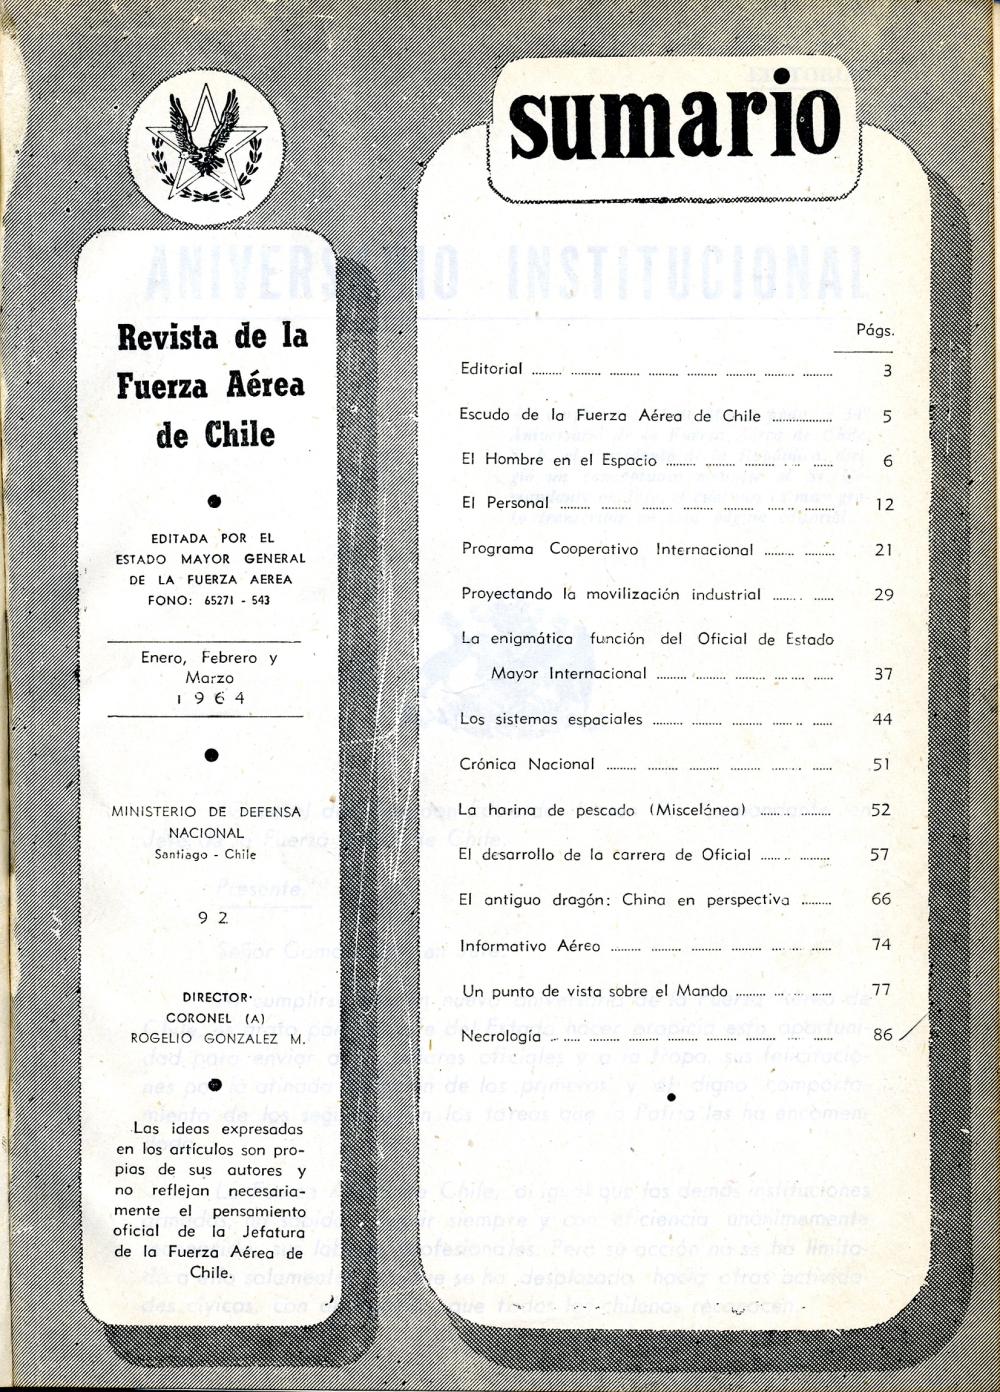 sumario
Revista de la
Fuerza Aérea
de Chile
EDITADA POR EL
ESTADO MAYOR GENERAL
DE LA FUERZA AEREA
FONO: 65271 - 543
Enero, Febrero y
Marzo
1964
MINISTERIO DE DEFENSA
NACIONAL
Santiago - Chile
92
DIRECTOR·
CORONEL (A)
ROGELIO GONZALEZ M.
Las ideas expresadas
en los artículos son pro-
pias de sus autores y
no reflejan necesaria-
mente el pensamiento
oficial de la Jefatura
de la Fuerza Aérea de
Chile.
Págs.
Editorial ........ ........ ........ ........ ........ ........ ........ ........ 3
Escudo de la Fuerza Aérea de Chile ........ ........ 5
El Hombre en el Espacio ........ ........ ........ ........ ........ 6
El Personal ........ ........ ........ ........ ........ ........ ........ 12
Programa Cooperativo Internacional ........ ........ 21
Proyectando la movilización industrial ........ ...... 29
La enigmática función del Oficial de Estado
Mayor Internacional ........ ........ ........ ........ ...... 37
Los sistemas espaciales ........ ........ ........ ........ ...... 44
Crónica Nacional ........ ........ ........ ........ ........ ...... 51
La harina de pescado (Miscelánea) ........ ........ 52
El desarrollo de la carrera de Oficial ........ ........ 57
El antiguo dragón: China en perspectiva ........ 66
Informativo Aéreo ........ ........ ........ ........ ........ ...... 74
Un punto de vista sobre el Mando ........ ........ ...... 77
Necrología ........ ........ ........ ........ ........ ........ ........ 86
ANIVERSARIO INSTITUCIONAL